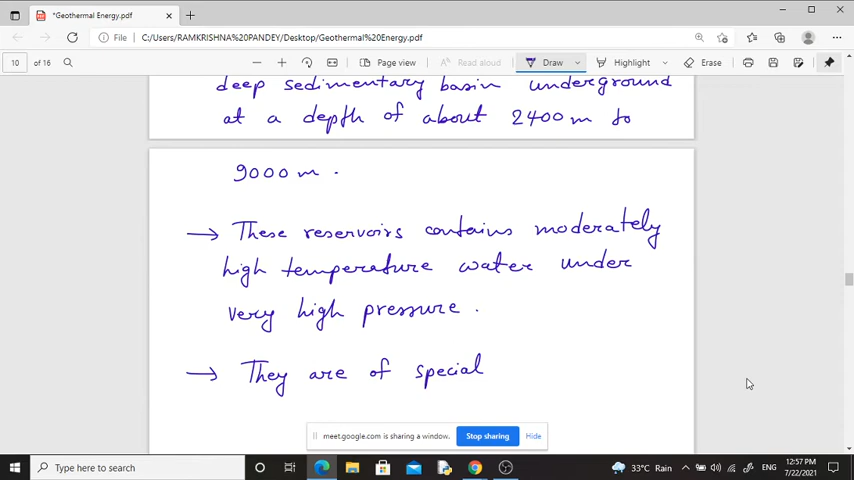 *Geothermal Energy.pdf
File
C:/Users/RAMKRISHNA%20PANDEY/Desktop/Geothermal%20Energy.pdf
10 of 16
Page view
Read aloud
Draw
Highlight
Erase
deep sedimentary basin underground
at a depth of about 2400 m to
9000 m .
→ These reservoirs contains moderately
high temperature water under
very high pressure .
→ They are of special
meet.google.com is sharing a window.
Stop sharing
Hide
Type here to search
33°C Rain
ENG
12:57 PM
7/22/2021